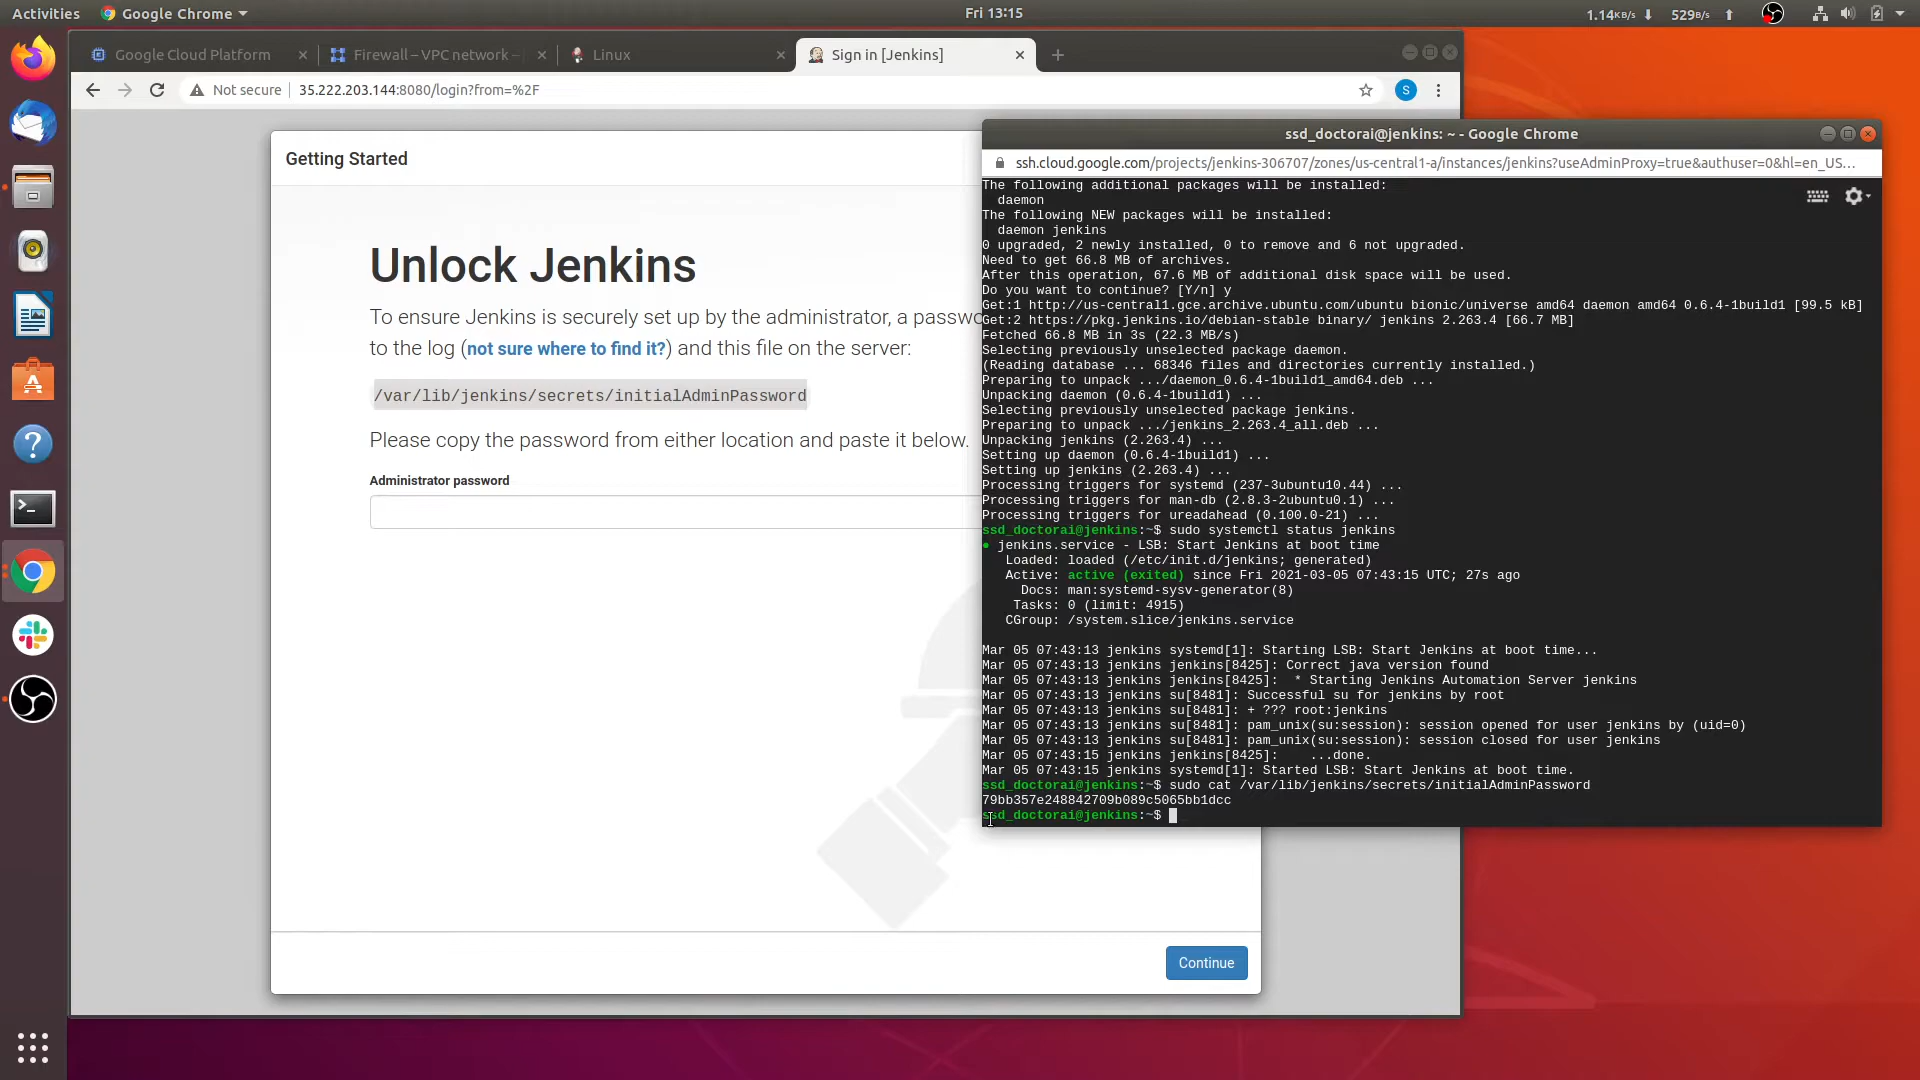 Activities
Google Chrome
Fri 13:15
1.14KB/s
529B/s
Google Cloud Platform
Firewall – VPC network –
Linux
Sign in [Jenkins]
Not secure
35.222.203.144:8080/login?from=%2F
S
Getting Started
Unlock Jenkins
To ensure Jenkins is securely set up by the administrator, a passwo
to the log (not sure where to find it?) and this file on the server:
/var/lib/jenkins/secrets/initialAdminPassword
Please copy the password from either location and paste it below.
Administrator password
Continue
ssd_doctorai@jenkins: ~ - Google Chrome
ssh.cloud.google.com/projects/jenkins-306707/zones/us-central1-a/instances/jenkins?useAdminProxy=true&authuser=0&hl=en_US...
The following additional packages will be installed:
daemon
The following NEW packages will be installed:
daemon jenkins
0 upgraded, 2 newly installed, 0 to remove and 6 not upgraded.
Need to get 66.8 MB of archives.
After this operation, 67.6 MB of additional disk space will be used.
Do you want to continue? [Y/n] y
Get:1 http://us-central1.gce.archive.ubuntu.com/ubuntu bionic/universe amd64 daemon amd64 0.6.4-1build1 [99.5 kB]
Get:2 https://pkg.jenkins.io/debian-stable binary/ jenkins 2.263.4 [66.7 MB]
Fetched 66.8 MB in 3s (22.3 MB/s)
Selecting previously unselected package daemon.
(Reading database ... 68346 files and directories currently installed.)
Preparing to unpack .../daemon_0.6.4-1build1_amd64.deb ...
Unpacking daemon (0.6.4-1build1) ...
Selecting previously unselected package jenkins.
Preparing to unpack .../jenkins_2.263.4_all.deb ...
Unpacking jenkins (2.263.4) ...
Setting up daemon (0.6.4-1build1) ...
Setting up jenkins (2.263.4) ...
Processing triggers for systemd (237-3ubuntu10.44) ...
Processing triggers for man-db (2.8.3-2ubuntu0.1) ...
Processing triggers for ureadahead (0.100.0-21) ...
ssd_doctorai@jenkins:~$ sudo systemctl status jenkins
● jenkins.service - LSB: Start Jenkins at boot time
Loaded: loaded (/etc/init.d/jenkins; generated)
Active: active (exited) since Fri 2021-03-05 07:43:15 UTC; 27s ago
Docs: man:systemd-sysv-generator(8)
Tasks: 0 (limit: 4915)
CGroup: /system.slice/jenkins.service
Mar 05 07:43:13 jenkins systemd[1]: Starting LSB: Start Jenkins at boot time...
Mar 05 07:43:13 jenkins jenkins[8425]: Correct java version found
Mar 05 07:43:13 jenkins jenkins[8425]:  * Starting Jenkins Automation Server jenkins
Mar 05 07:43:13 jenkins su[8481]: Successful su for jenkins by root
Mar 05 07:43:13 jenkins su[8481]: + ??? root:jenkins
Mar 05 07:43:13 jenkins su[8481]: pam_unix(su:session): session opened for user jenkins by (uid=0)
Mar 05 07:43:13 jenkins su[8481]: pam_unix(su:session): session closed for user jenkins
Mar 05 07:43:15 jenkins jenkins[8425]:    ...done.
Mar 05 07:43:15 jenkins systemd[1]: Started LSB: Start Jenkins at boot time.
ssd_doctorai@jenkins:~$ sudo cat /var/lib/jenkins/secrets/initialAdminPassword
79bb357e248842709b089c5065bb1dcc
ssd_doctorai@jenkins:~$